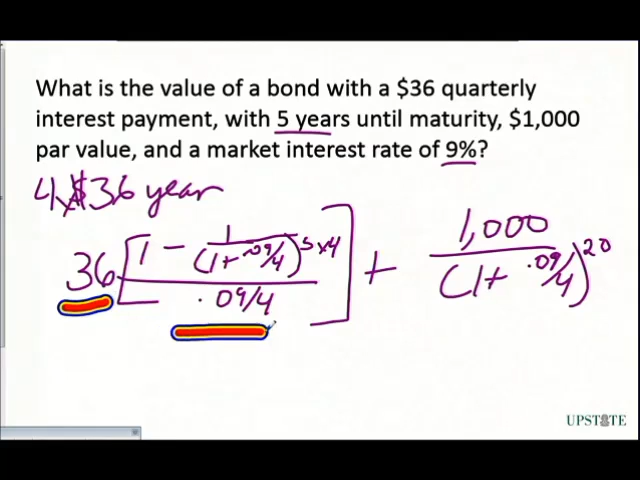 What is the value of a bond with a $36 quarterly
interest payment, with 5 years until maturity, $1,000
par value, and a market interest rate of 9%?
4x$36 year
36 [1 - 1/(1+.09/4)^5x4 / .09/4] + 1,000/(1+.09/4)^20
UPSTATE